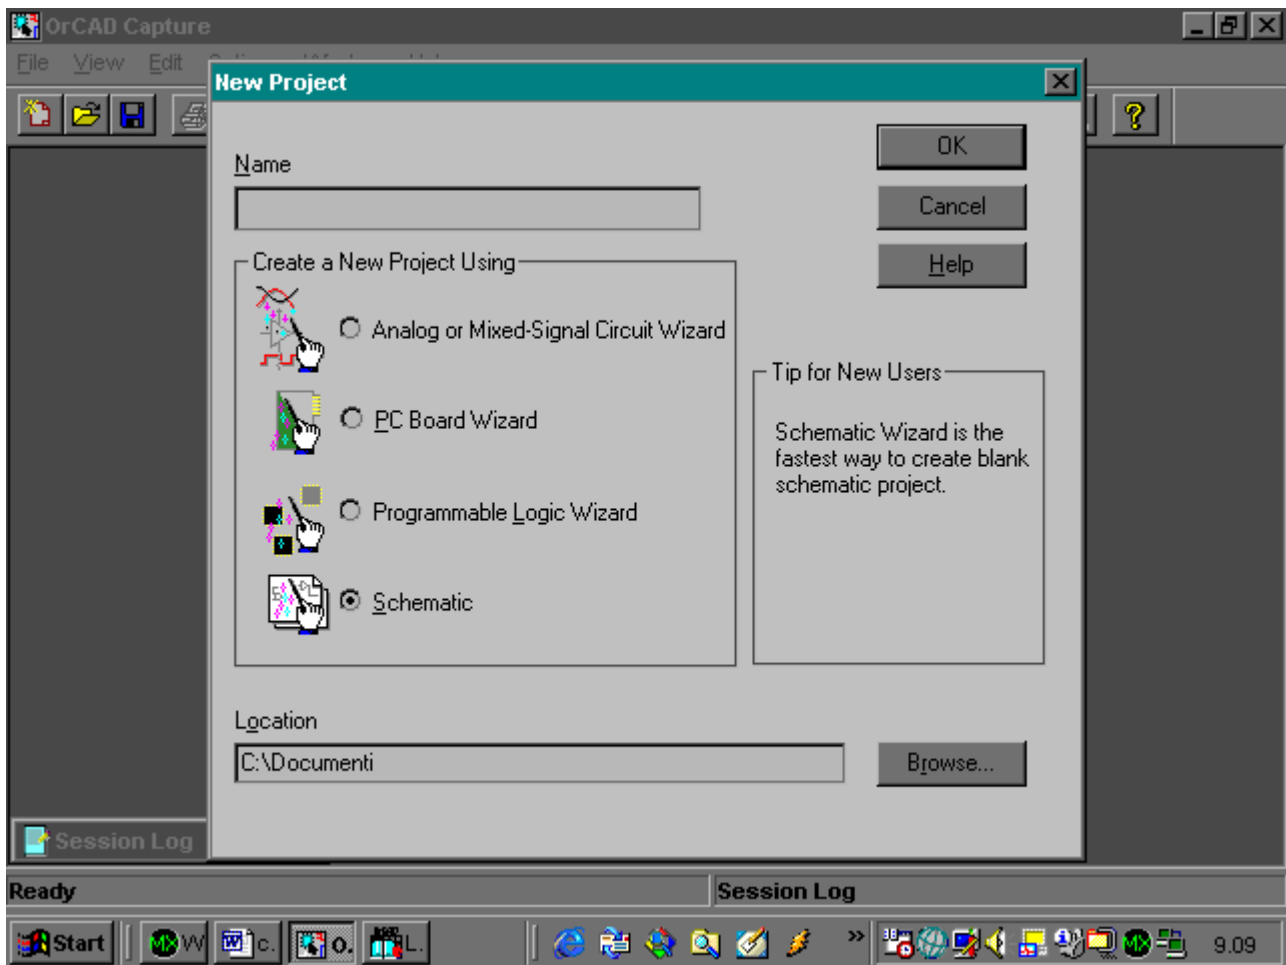 OrCAD Capture
File View Edit
New Project
Name
OK
Cancel
Help
Create a New Project Using
Analog or Mixed-Signal Circuit Wizard
PC Board Wizard
Programmable Logic Wizard
Schematic
Tip for New Users
Schematic Wizard is the
fastest way to create blank
schematic project.
Location
C:\Documenti
Browse...
Session Log
Ready
Session Log
Start W c. o. L. » 9.09